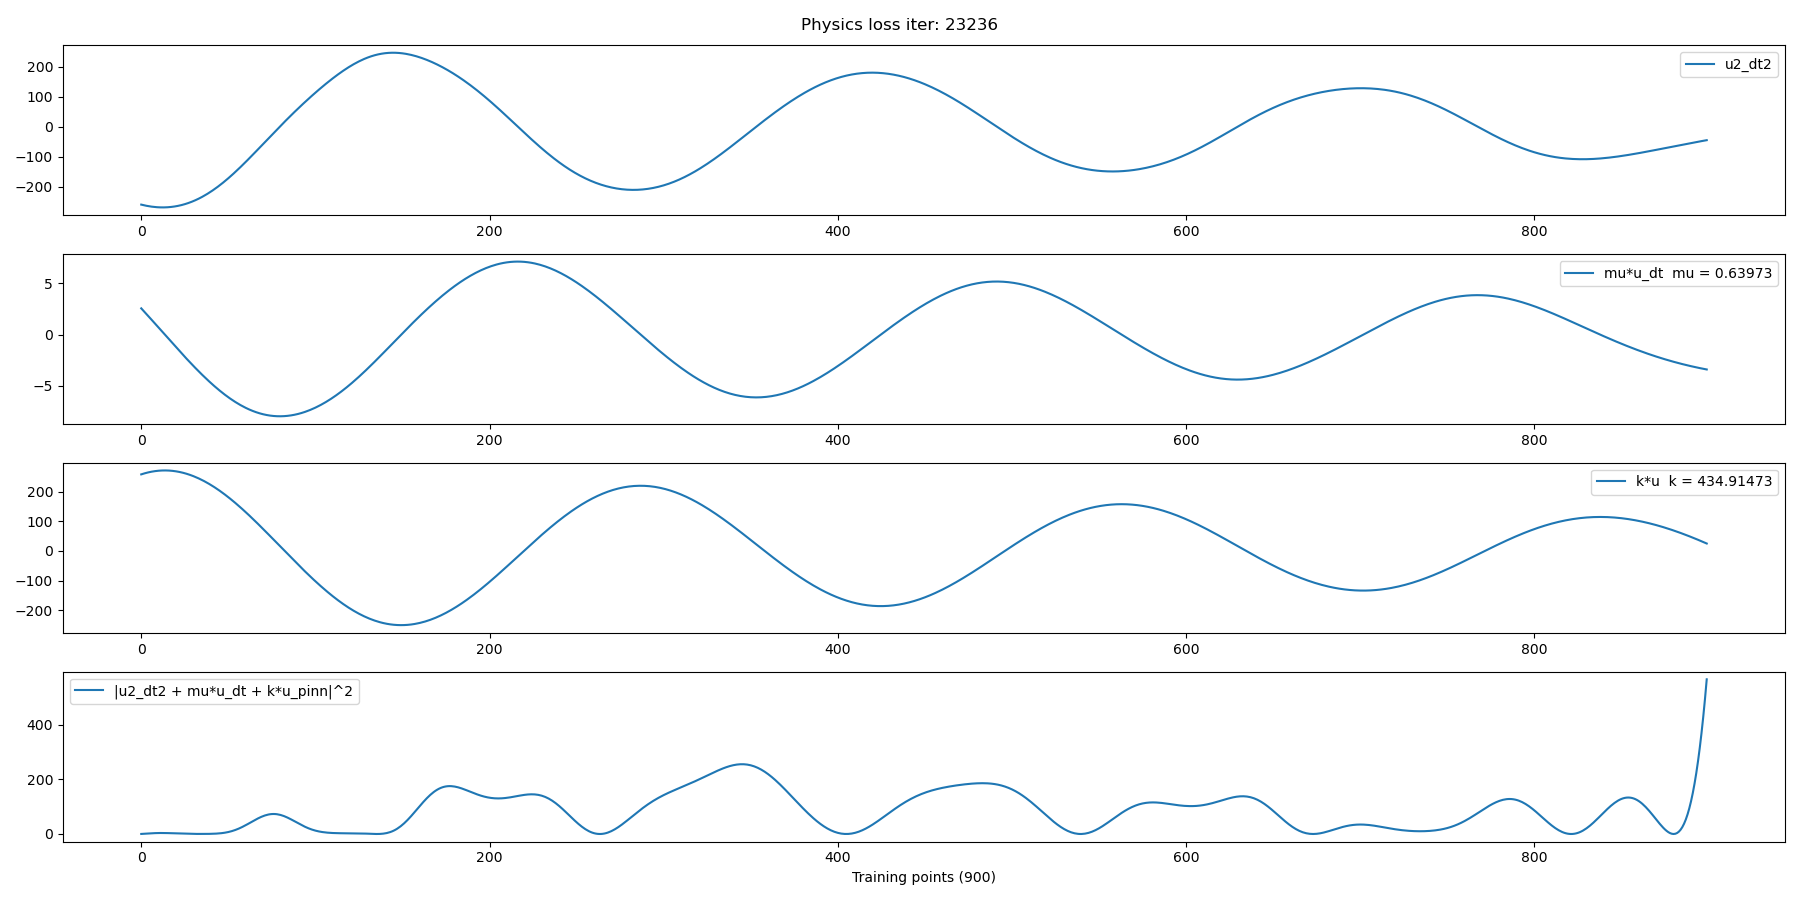 Physics loss iter: 23236
200
100
0
−100
−200
u2_dt2
0 200 400 600 800
5
0
−5
mu*u_dt  mu = 0.63973
0 200 400 600 800
200
100
0
−100
−200
k*u  k = 434.91473
0 200 400 600 800
400
200
0
|u2_dt2 + mu*u_dt + k*u_pinn|^2
0 200 400 600 800
Training points (900)